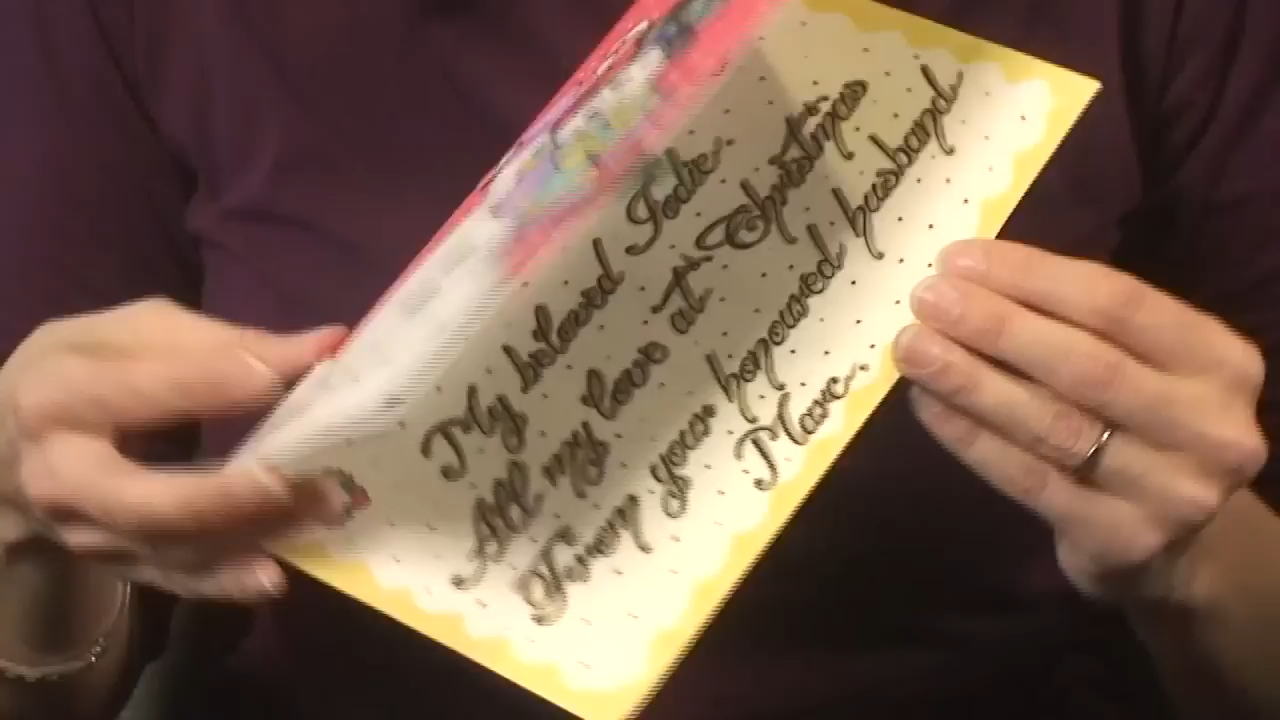 My beloved Jodie.
All my love at Christmas
From your honoured husband
Marc.